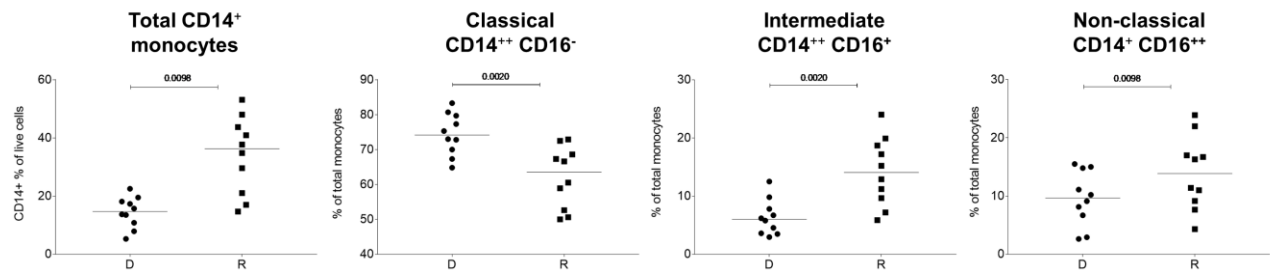 Total CD14⁺
monocytes
0.0098
CD14+ % of live cells
60
40
20
0
D R
Classical
CD14⁺⁺ CD16⁻
0.0020
% of total monocytes
90
80
70
60
50
40
D R
Intermediate
CD14⁺⁺ CD16⁺
0.0020
% of total monocytes
30
20
10
0
D R
Non-classical
CD14⁺ CD16⁺⁺
0.0098
% of total monocytes
30
20
10
0
D R